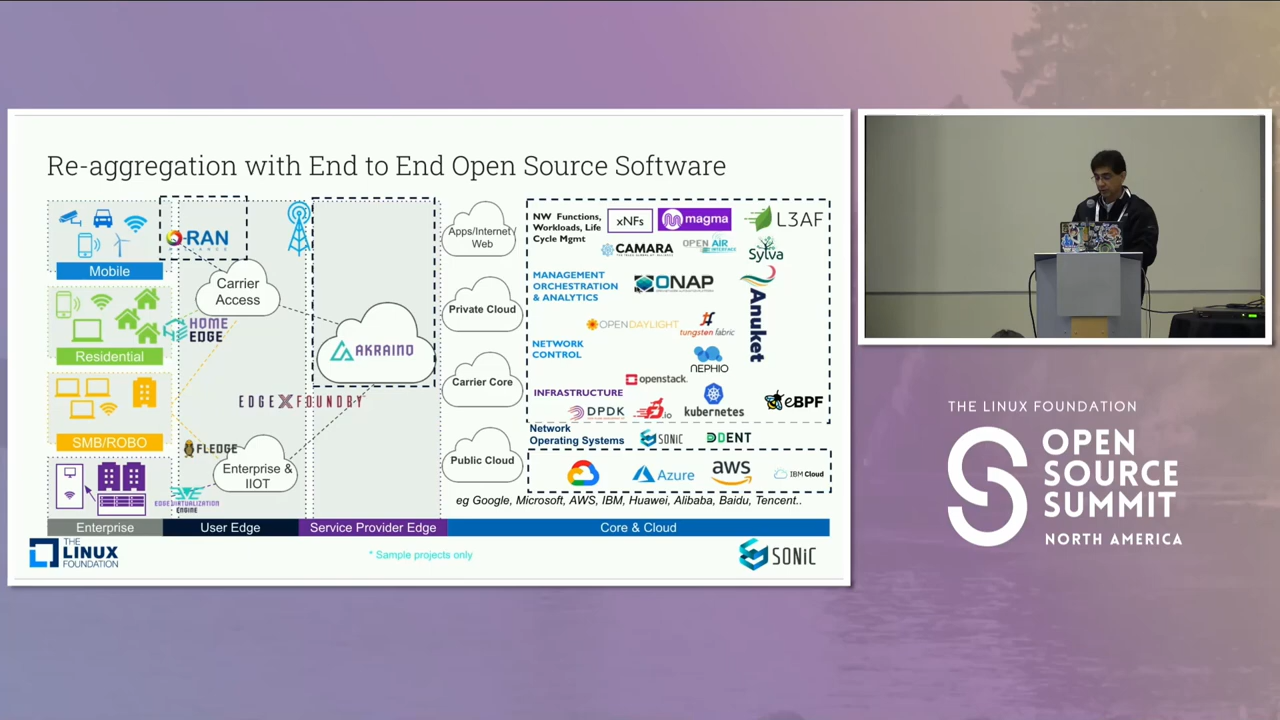 Re-aggregation with End to End Open Source Software
O-RAN
ALLIANCE
Mobile
Carrier
Access
Residential
HOME
EDGE
AKRAINO
EDGE X FOUNDRY
SMB/ROBO
FLEDGE
Enterprise &
IIOT
EDGE VIRTUALIZATION
ENGINE
Apps/Internet/
Web
Private Cloud
Carrier Core
Public Cloud
NW Functions,
Workloads, Life
Cycle Mgmt
xNFs
magma
L3AF
CAMARA
OPEN AIR
INTERFACE
Sylva
MANAGEMENT
ORCHESTRATION
& ANALYTICS
ONAP
Anuket
OPENDAYLIGHT
tungsten fabric
NETWORK
CONTROL
NEPHIO
openstack.
INFRASTRUCTURE
DPDK
FD.io
kubernetes
eBPF
Network
Operating Systems
SONiC
DDENT
Azure
aws
IBM Cloud
eg Google, Microsoft, AWS, IBM, Huawei, Alibaba, Baidu, Tencent..
Enterprise
User Edge
Service Provider Edge
Core & Cloud
THE
LINUX
FOUNDATION
* Sample projects only
SONiC
THE LINUX FOUNDATION
OPEN
SOURCE
SUMMIT
NORTH AMERICA